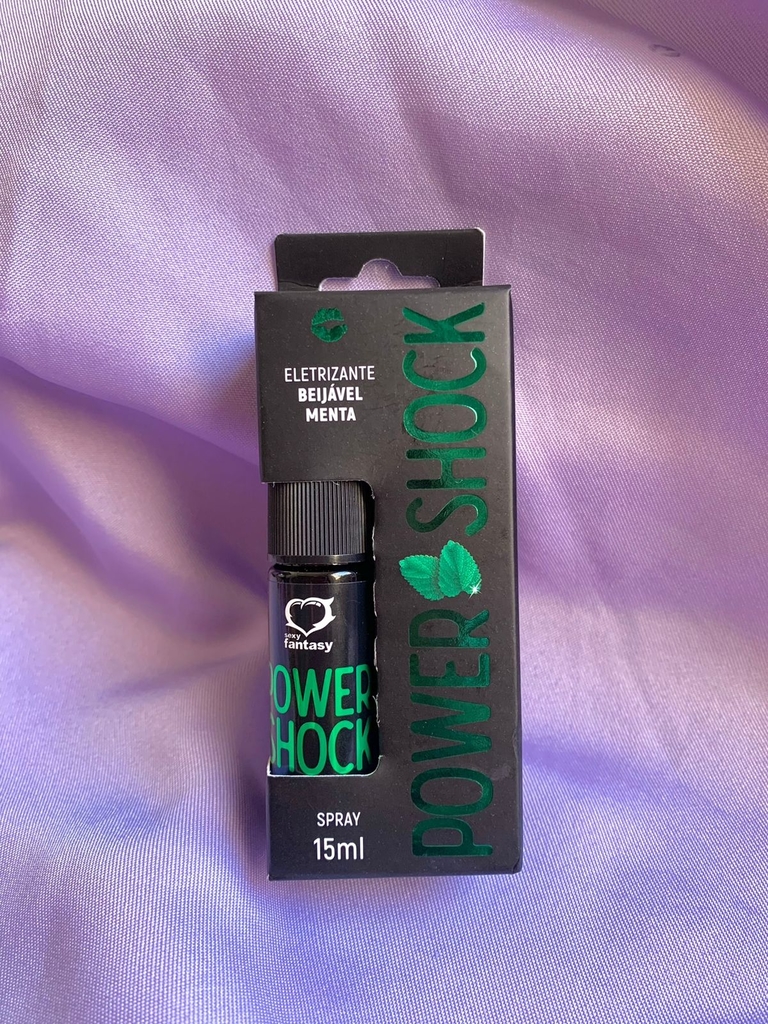 ELETRIZANTE
BEIJÁVEL
MENTA
POWER SHOCK
sexy
fantasy
POWER
SHOCK
SPRAY
15ml